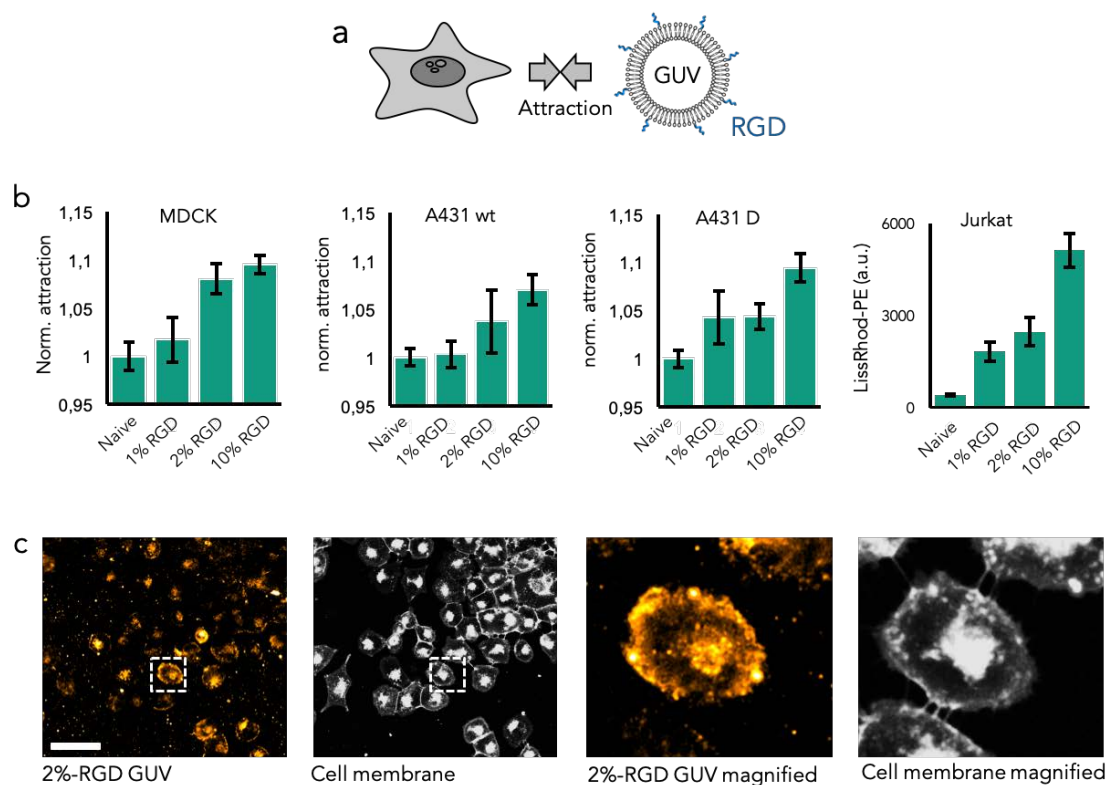 a
GUV
Attraction
RGD
b
MDCK
Norm. attraction
1,15
1,1
1,05
1
0,95
Naive
1% RGD
2% RGD
10% RGD
A431 wt
norm. attraction
1,15
1,1
1,05
1
0,95
Naive
1% RGD
2% RGD
10% RGD
A431 D
norm. attraction
1,15
1,1
1,05
1
0,95
Naive
1% RGD
2% RGD
10% RGD
Jurkat
LissRhod-PE (a.u.)
6000
3000
0
Naive
1% RGD
2% RGD
10% RGD
c
2%-RGD GUV
Cell membrane
2%-RGD GUV magnified
Cell membrane magnified